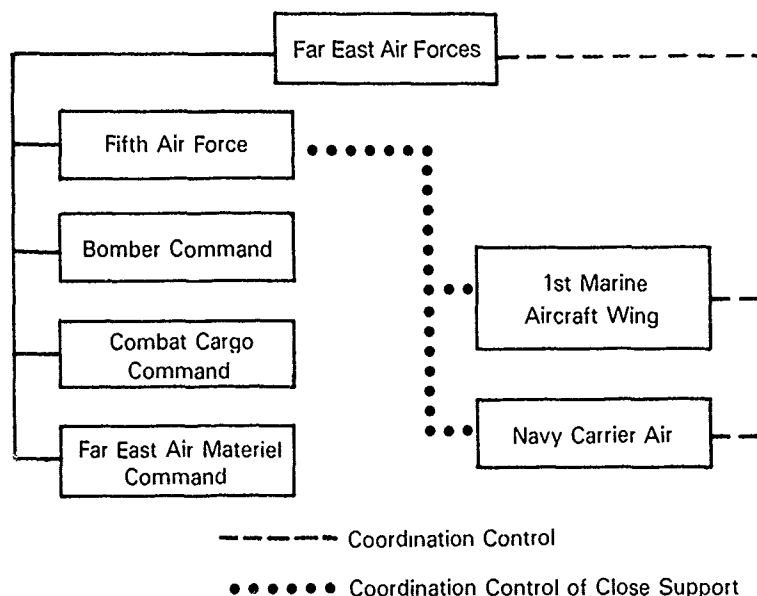 Far East Air Forces
Fifth Air Force
Bomber Command
Combat Cargo
Command
Far East Air Materiel
Command
1st Marine
Aircraft Wing
Navy Carrier Air
Coordination Control
Coordination Control of Close Support